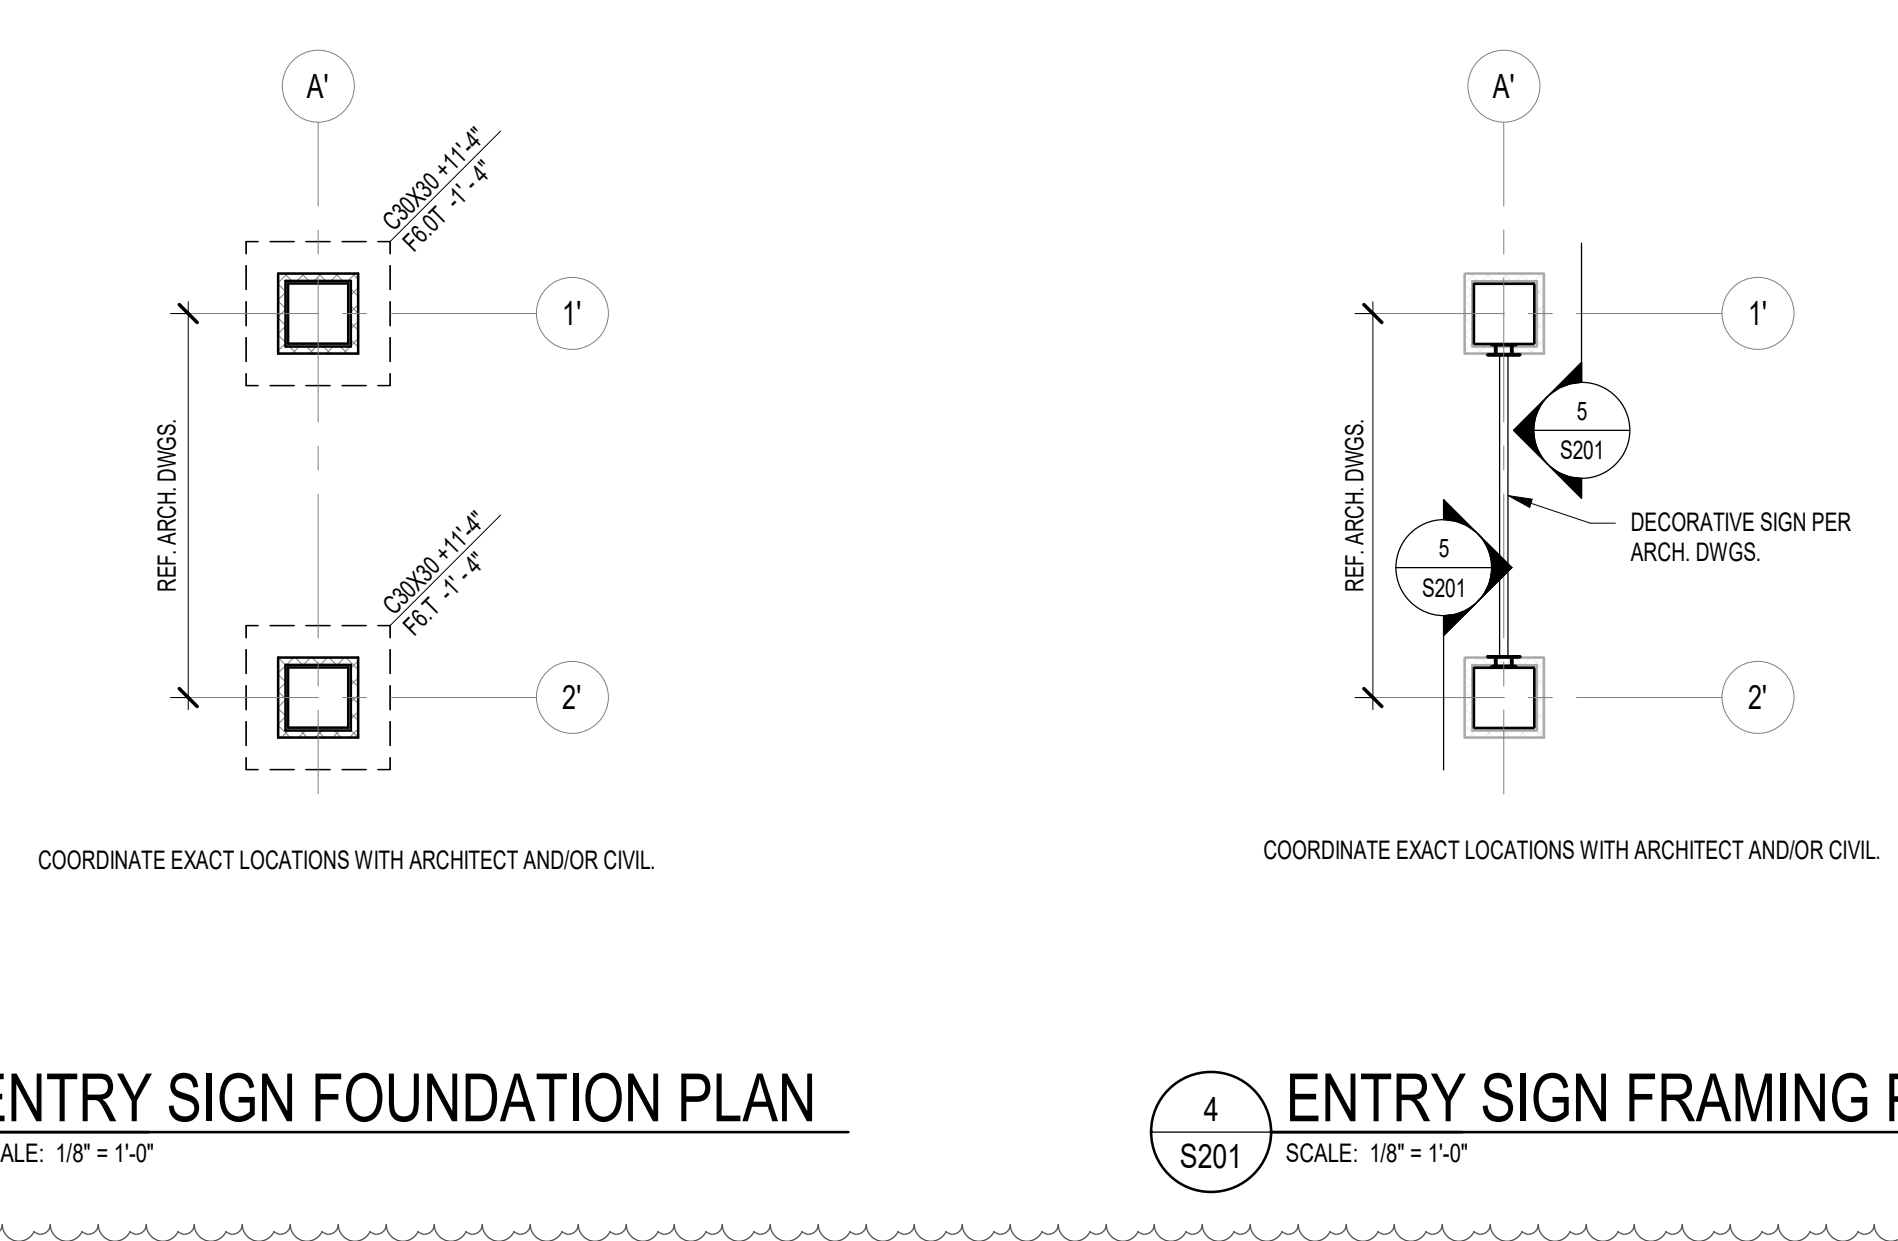 A'
C30X30 +11'-4"
F6.0T -1' - 4"
1'
REF. ARCH. DWGS.
C30X30 +11'-4"
F6.T -1' - 4"
2'
COORDINATE EXACT LOCATIONS WITH ARCHITECT AND/OR CIVIL.
ENTRY SIGN FOUNDATION PLAN
ALE: 1/8" = 1'-0"
A'
1'
5
S201
REF. ARCH. DWGS.
DECORATIVE SIGN PER
ARCH. DWGS.
5
S201
2'
COORDINATE EXACT LOCATIONS WITH ARCHITECT AND/OR CIVIL.
4
S201
ENTRY SIGN FRAMING P
SCALE: 1/8" = 1'-0"